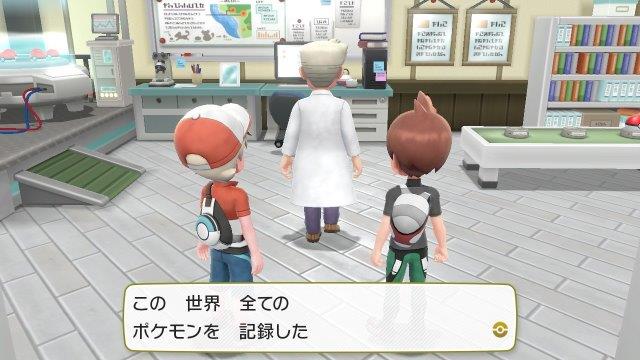 この　世界　全ての
ポケモンを　記録した